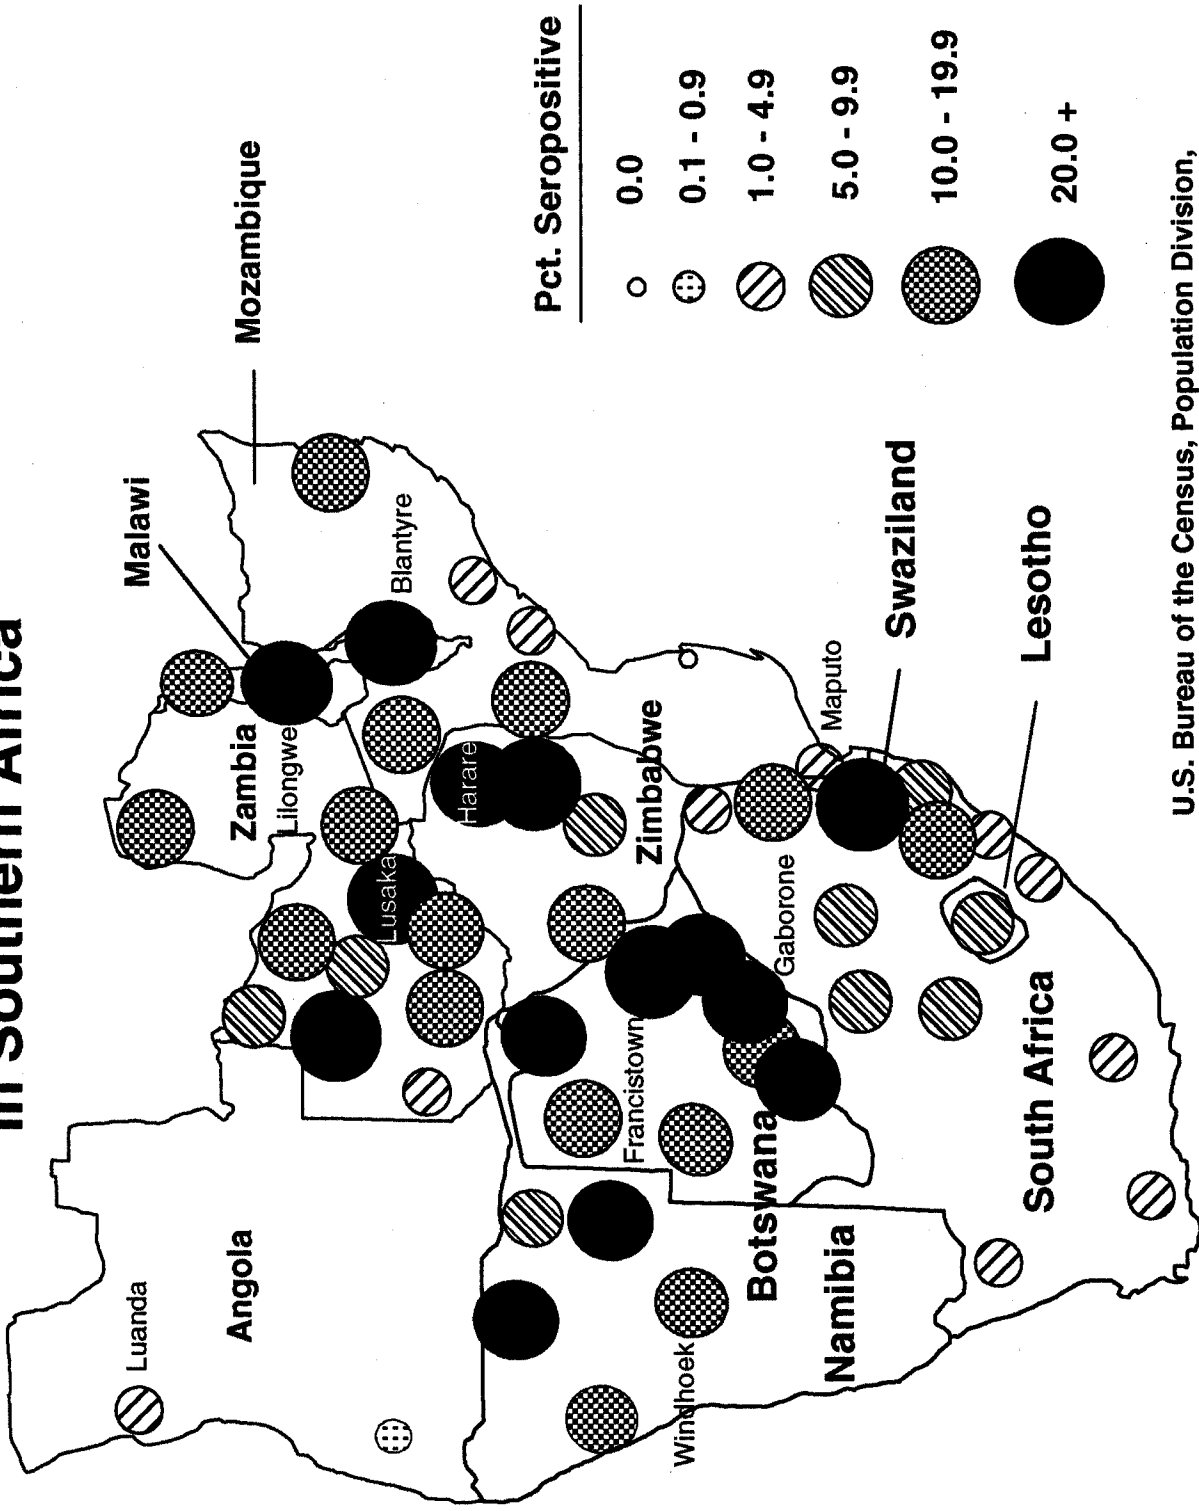 in Southern Africa
Malawi
Mozambique
Luanda
Angola
Zambia
Lilongwe
Blantyre
Lusaka
Harare
Zimbabwe
Francistown
Windhoek
Botswana
Gaborone
Maputo
Namibia
Swaziland
South Africa
Lesotho
Pct. Seropositive
0.0
0.1 - 0.9
1.0 - 4.9
5.0 - 9.9
10.0 - 19.9
20.0 +
U.S. Bureau of the Census, Population Division,